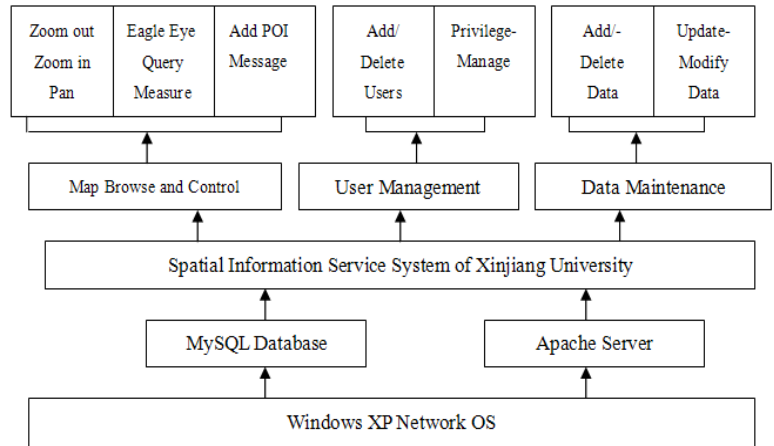 Zoom out
Zoom in
Pan
Eagle Eye
Query
Measure
Add POI
Message
Add/
Delete
Users
Privilege-
Manage
Add/-
Delete
Data
Update-
Modify
Data
Map Browse and Control
User Management
Data Maintenance
Spatial Information Service System of Xinjiang University
MySQL Database
Apache Server
Windows XP Network OS